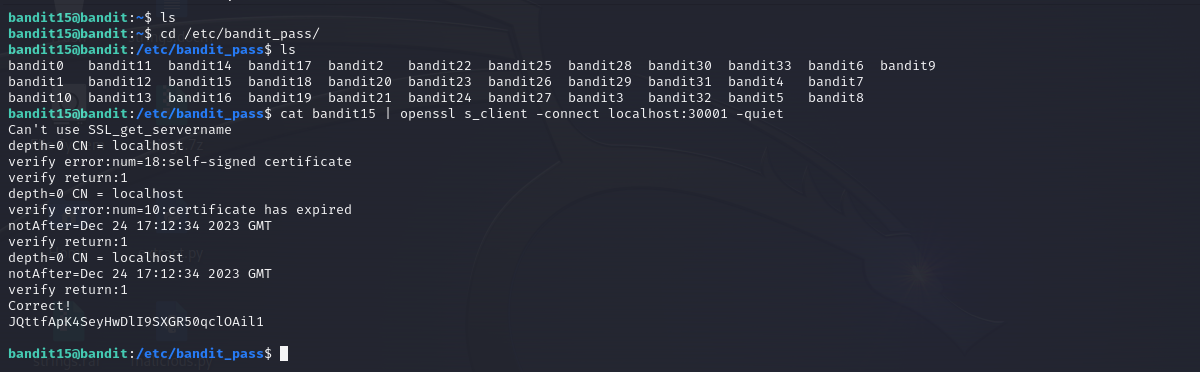 bandit15@bandit:~$ ls
bandit15@bandit:~$ cd /etc/bandit_pass/
bandit15@bandit:/etc/bandit_pass$ ls
bandit0   bandit11  bandit14  bandit17  bandit2   bandit22  bandit25  bandit28  bandit30  bandit33  bandit6  bandit9
bandit1   bandit12  bandit15  bandit18  bandit20  bandit23  bandit26  bandit29  bandit31  bandit4   bandit7
bandit10  bandit13  bandit16  bandit19  bandit21  bandit24  bandit27  bandit3   bandit32  bandit5   bandit8
bandit15@bandit:/etc/bandit_pass$ cat bandit15 | openssl s_client -connect localhost:30001 -quiet
Can't use SSL_get_servername
depth=0 CN = localhost
verify error:num=18:self-signed certificate
verify return:1
depth=0 CN = localhost
verify error:num=10:certificate has expired
notAfter=Dec 24 17:12:34 2023 GMT
verify return:1
depth=0 CN = localhost
notAfter=Dec 24 17:12:34 2023 GMT
verify return:1
Correct!
JQttfApK4SeyHwDlI9SXGR50qclOAil1
bandit15@bandit:/etc/bandit_pass$